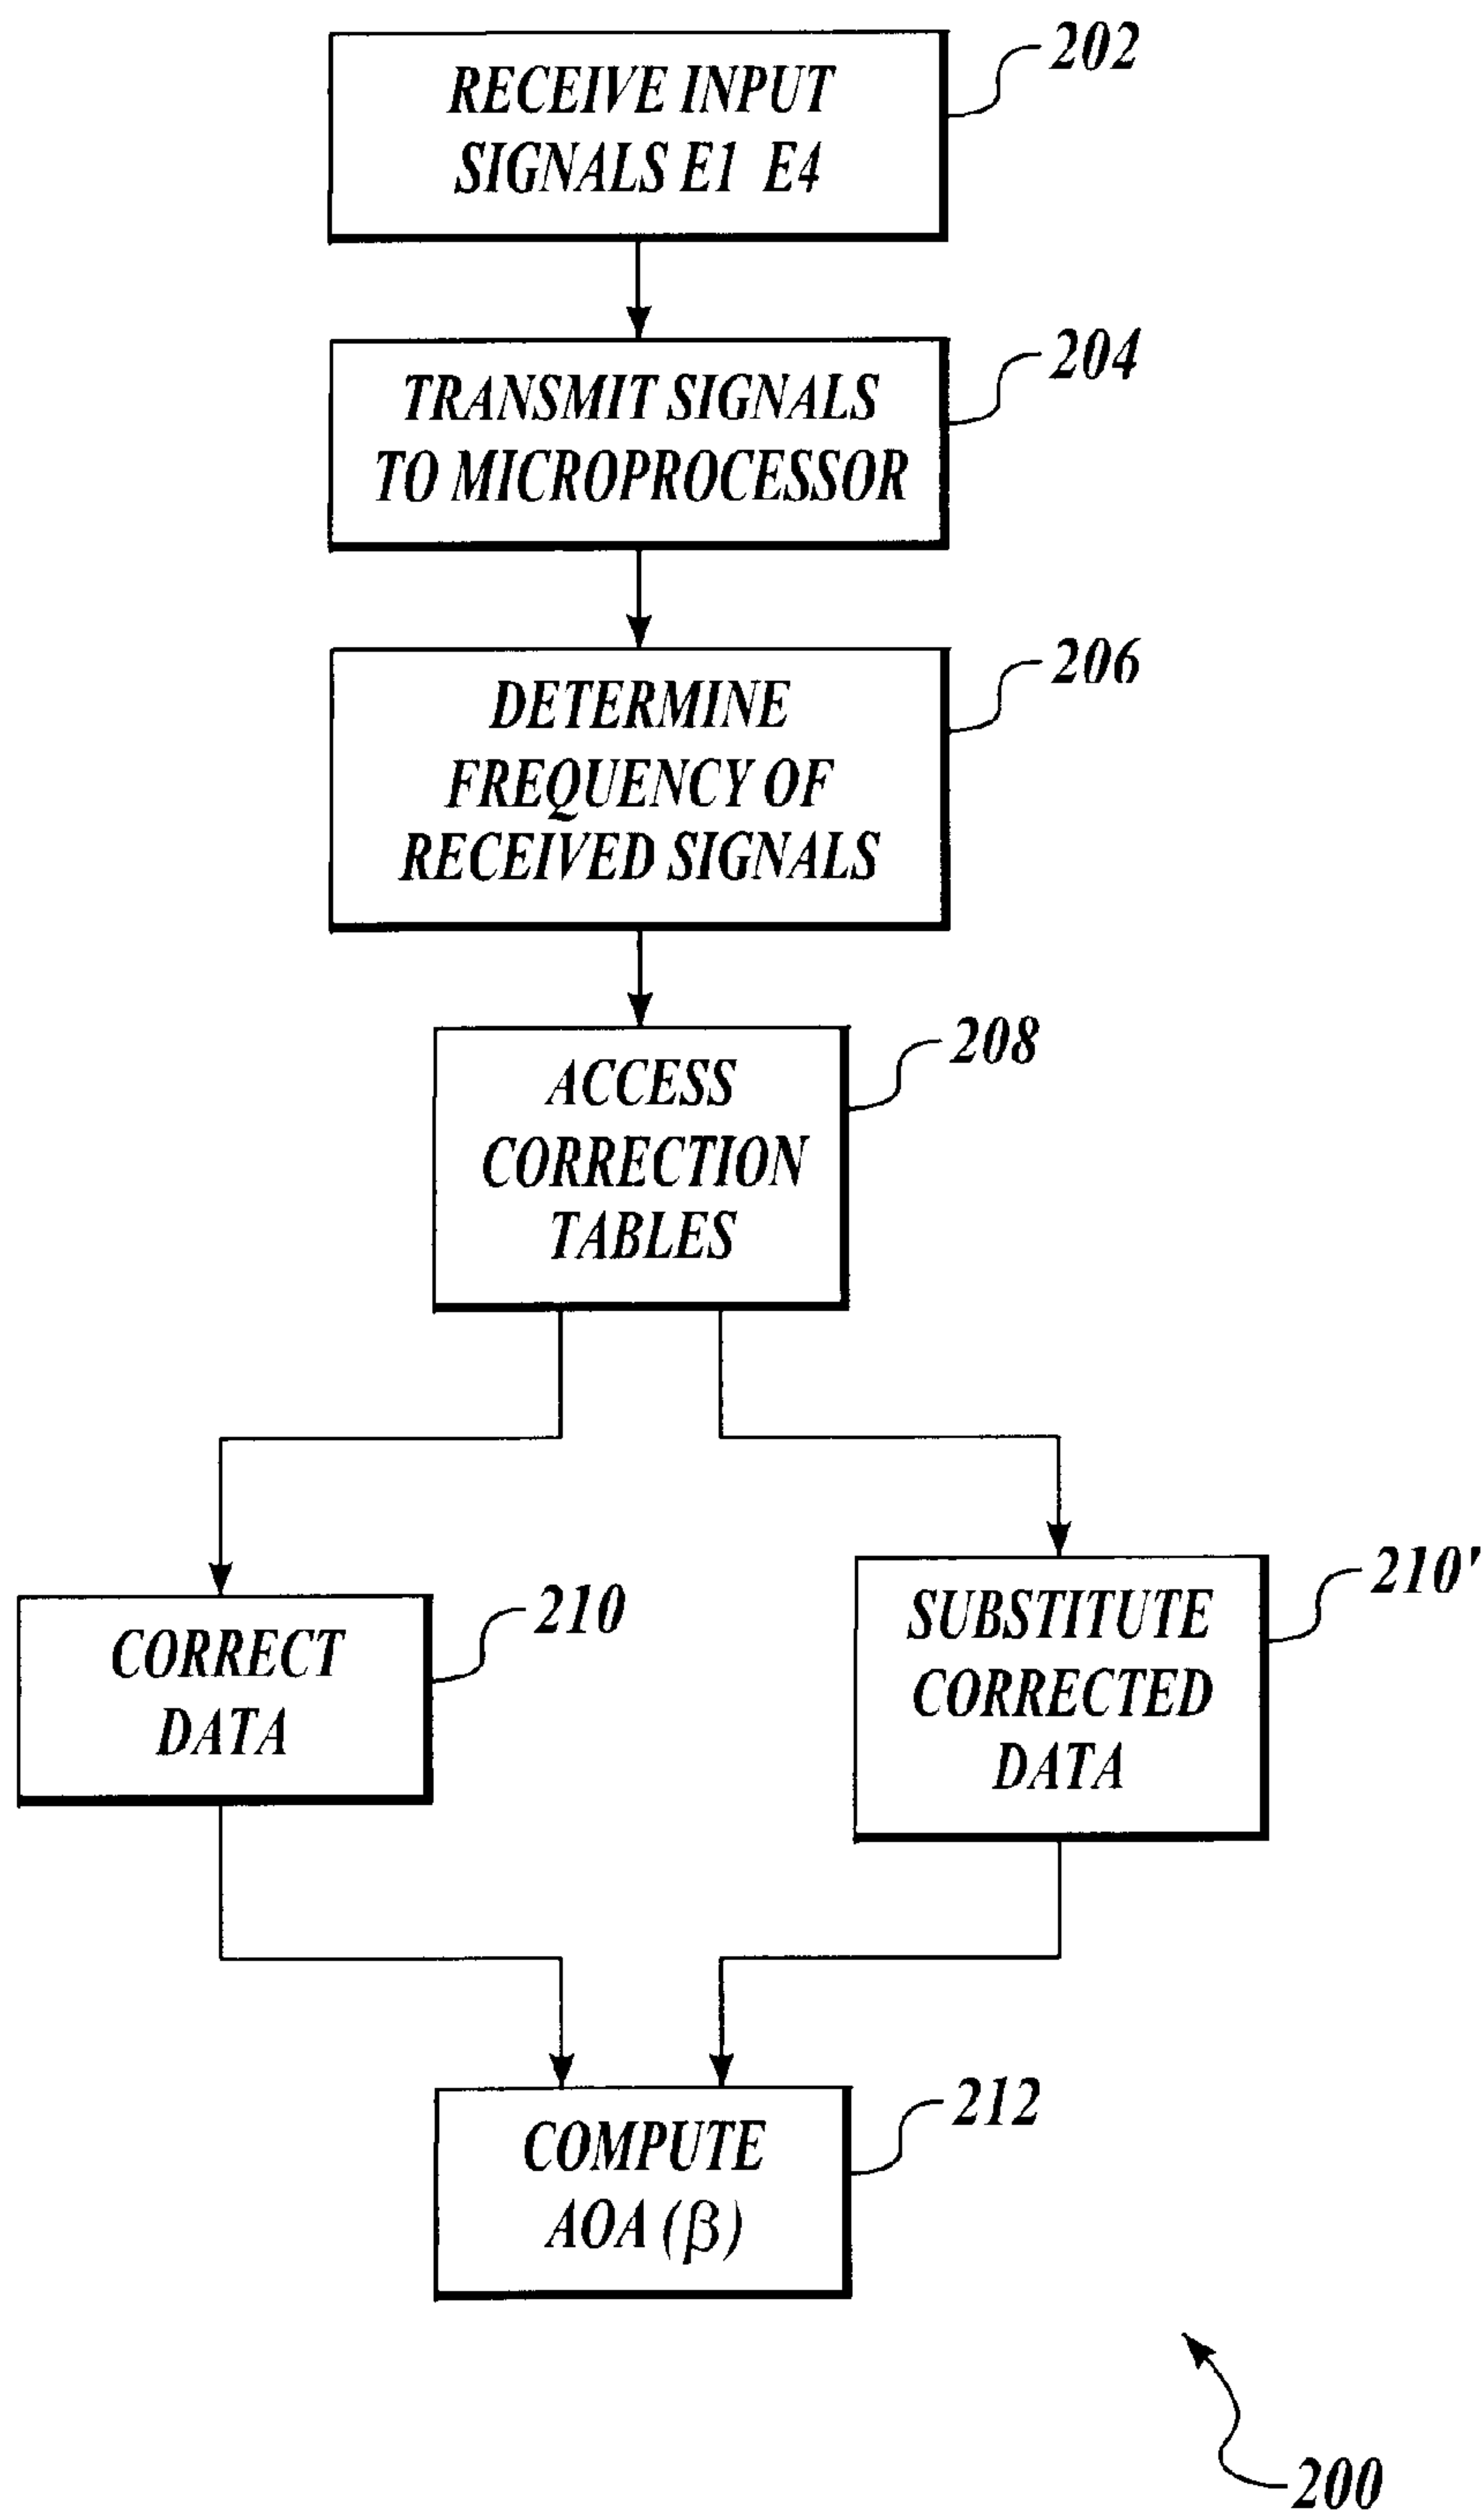 202
RECEIVE INPUT
SIGNALS E1 E4
204
TRANSMIT SIGNALS
TO MICROPROCESSOR
206
DETERMINE
FREQUENCY OF
RECEIVED SIGNALS
208
ACCESS
CORRECTION
TABLES
210
CORRECT
DATA
210'
SUBSTITUTE
CORRECTED
DATA
212
COMPUTE
AOA (β)
200